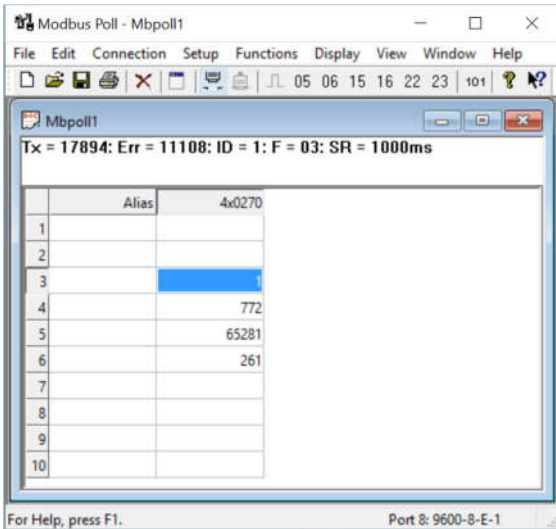 Modbus Poll - Mbpoll1
File Edit Connection Setup Functions Display View Window Help
05 06 15 16 22 23 101
Mbpoll1
Tx = 17894: Err = 11108: ID = 1: F = 03: SR = 1000ms
Alias 4x0270
1
2
3 1
4 772
5 65281
6 261
7
8
9
10
For Help, press F1. Port 8: 9600-8-E-1